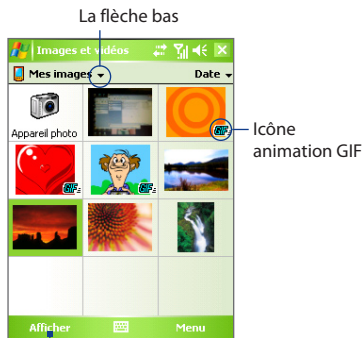 La flèche bas
Images et vidéos
Mes images
Date
Appareil photo
GIF
Icône
animation GIF
GIF
GIF
Afficher
Menu